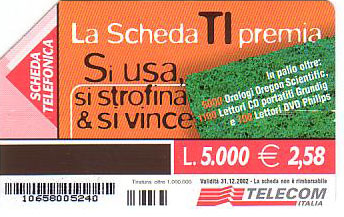 La Scheda TI premia
SCHEDA
TELEFONICA
Si usa,
si strofina
& si vince
In palio oltre:
5000 Orologi Oregon Scientific,
1100 Lettori CD portatili Grundig
e 700 Lettori DVD Philips
L. 5.000 € 2,58
Validità 31.12.2002 - La scheda non è rimborsabile
Tiratura: oltre 1.000.000
10658005240
TELECOM
ITALIA